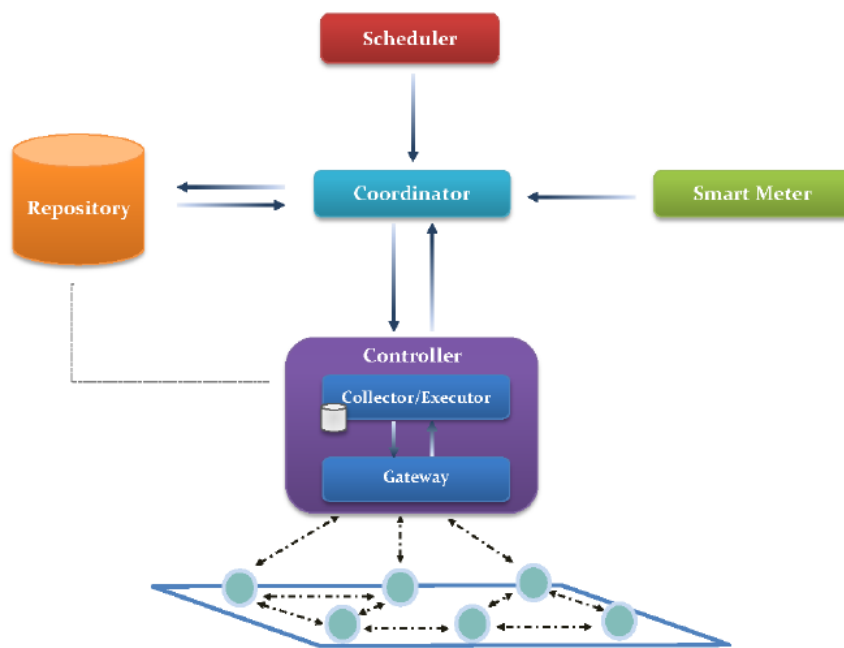 Scheduler
Repository
Coordinator
Smart Meter
Controller
Collector/Executor
Gateway